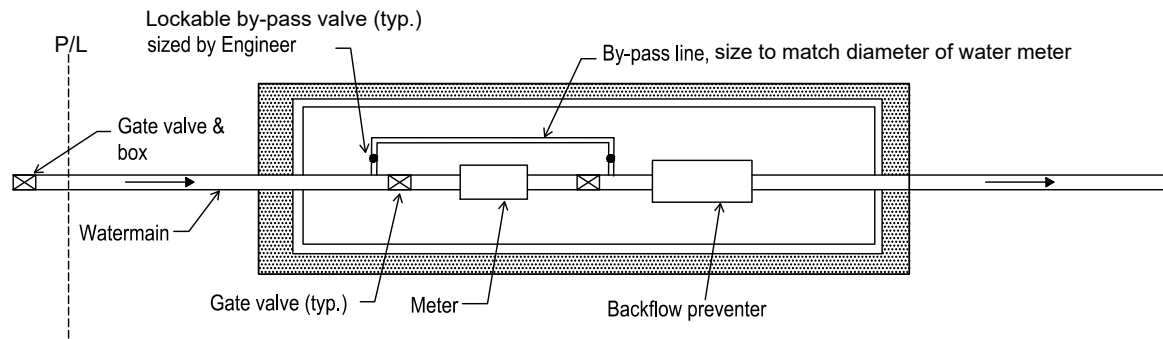 Lockable by-pass valve (typ.)
sized by Engineer
P/L
By-pass line, size to match diameter of water meter
Gate valve &
box
Watermain
Gate valve (typ.)
Meter
Backflow preventer